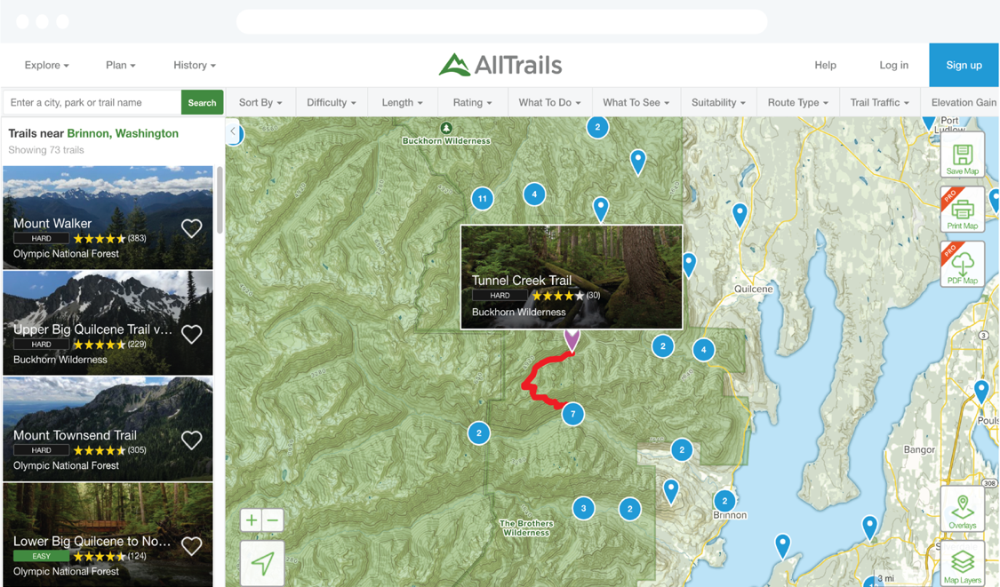 Explore
Plan
History
AllTrails
Help
Log in
Sign up
Enter a city, park or trail name
Search
Sort By
Difficulty
Length
Rating
What To Do
What To See
Suitability
Route Type
Trail Traffic
Elevation Gain
Trails near Brinnon, Washington
Showing 73 trails
Mount Walker
HARD
(383)
Olympic National Forest
Upper Big Quilcene Trail v...
HARD
(229)
Buckhorn Wilderness
Mount Townsend Trail
HARD
(305)
Olympic National Forest
Lower Big Quilcene to No...
EASY
(124)
Olympic National Forest
Buckhorn Wilderness
2
Port
Ludlow
11
4
Tunnel Creek Trail
HARD
(30)
Buckhorn Wilderness
Quilcene
2
4
7
2
2
3
2
2
Brinnon
The Brothers
Wilderness
Bangor
Pouls
3
308
3 mi
Save Map
PRO
Print Map
PRO
PDF Map
Overlays
Map Layers